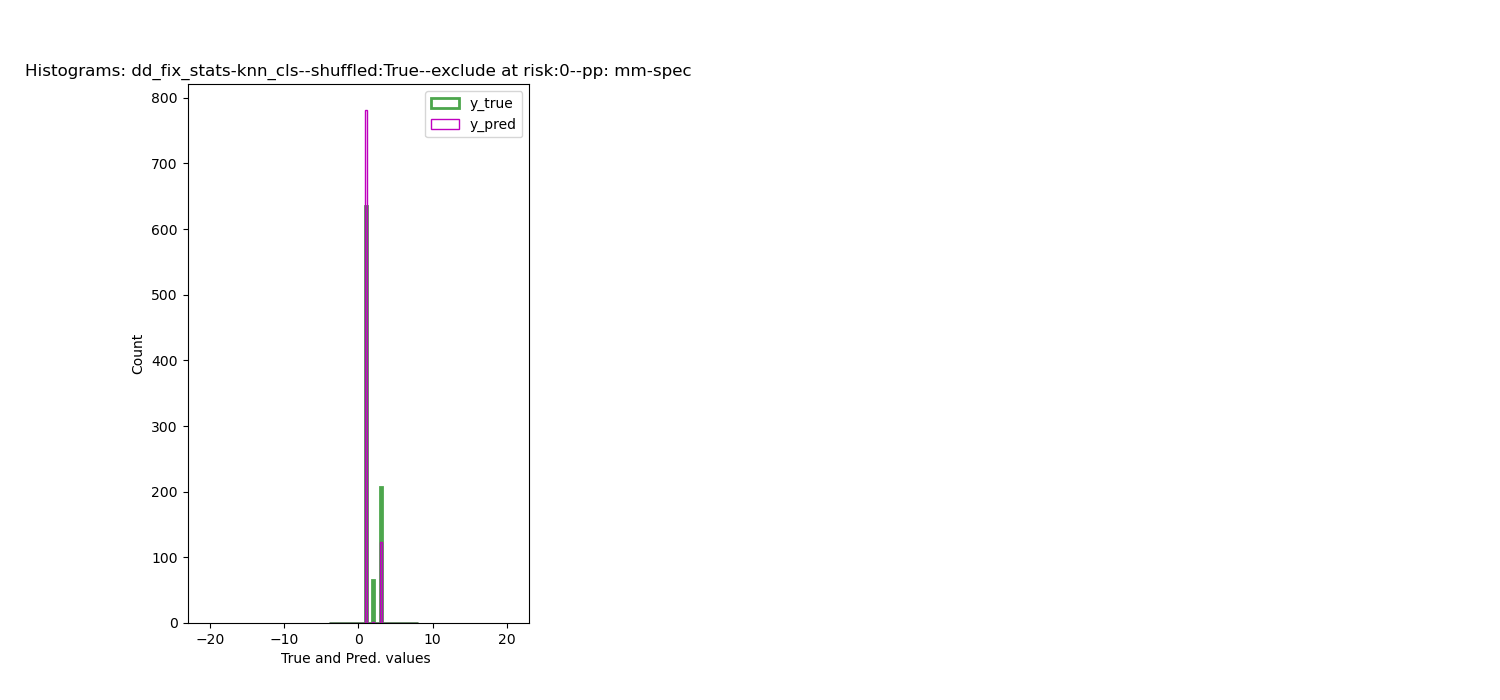 Histograms: dd_fix_stats-knn_cls--shuffled:True--exclude at risk:0--pp: mm-spec
y_true
y_pred
800
700
600
500
400
300
200
100
0
Count
−20
−10
0
10
20
True and Pred. values